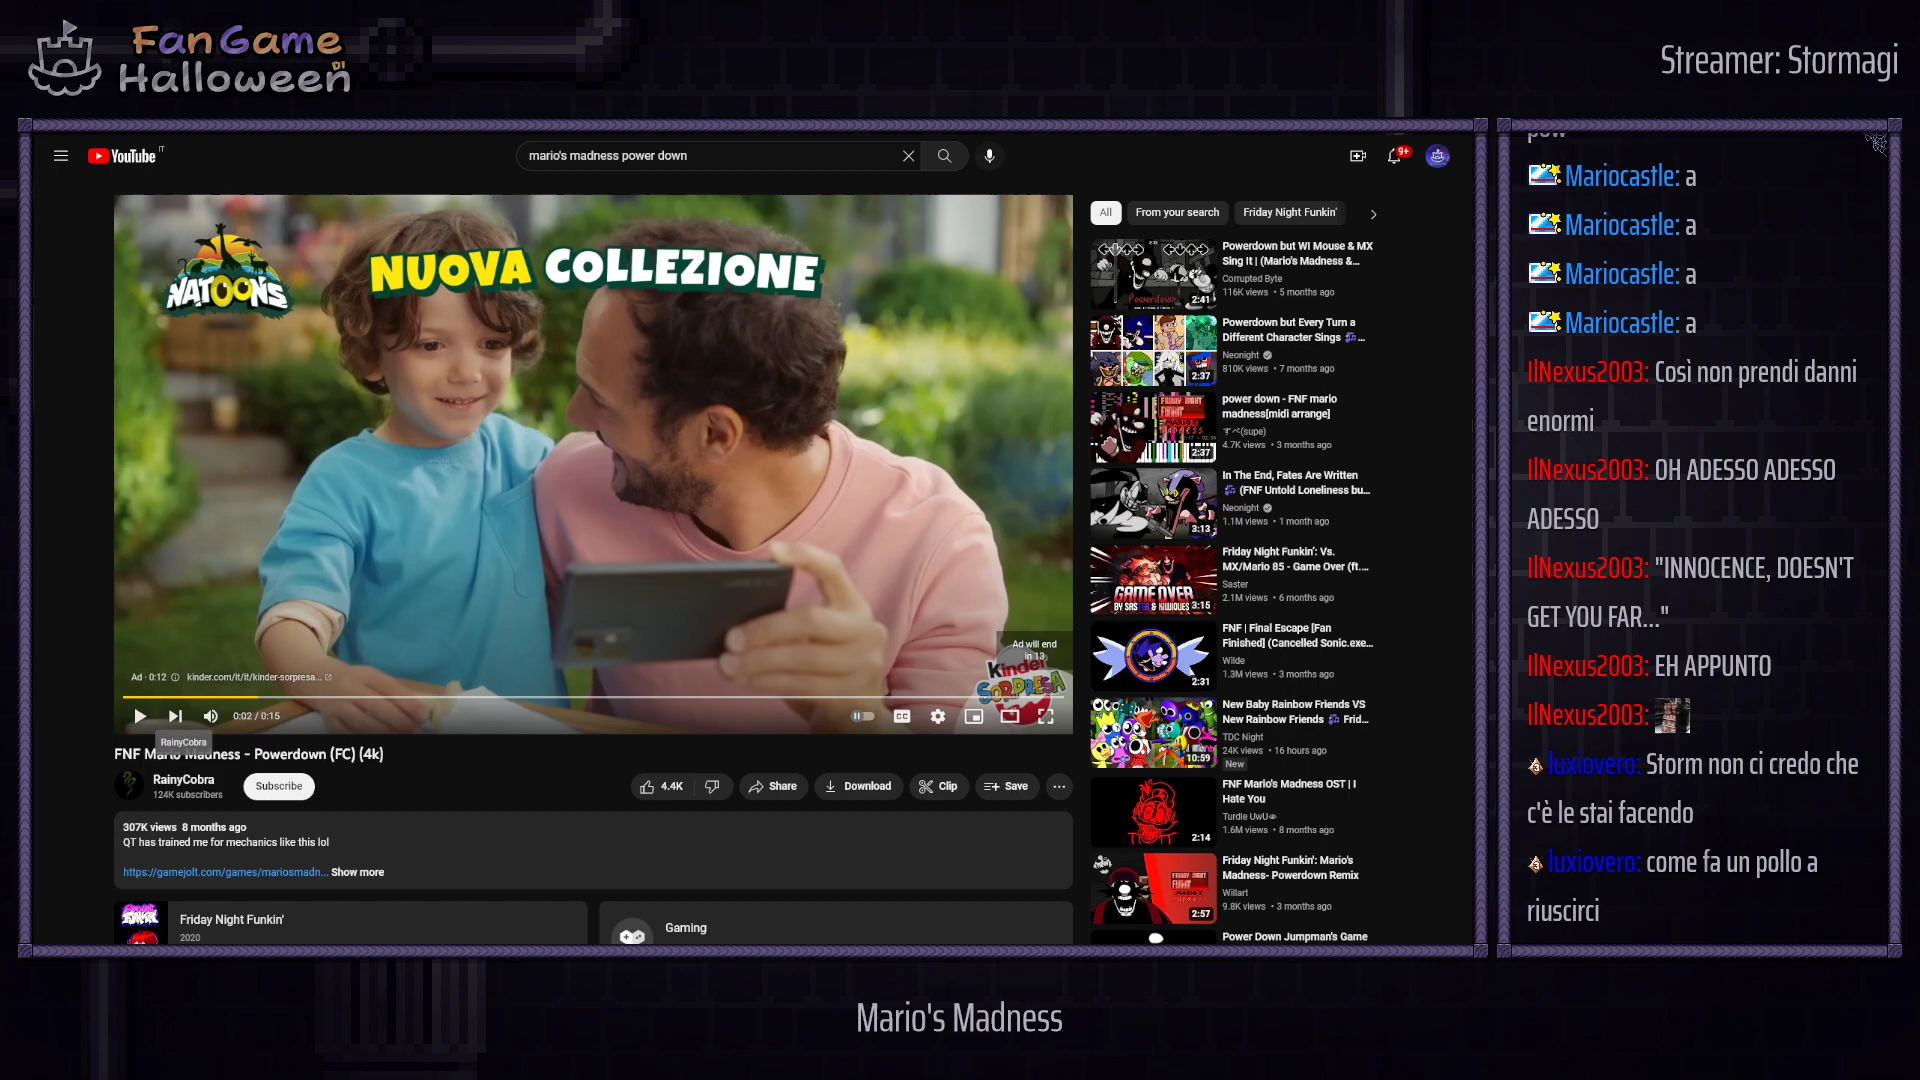 FanGame
DI
Halloween
Streamer: Stormagi
YouTube IT
mario's madness power down
9+
NATOONS
NUOVA COLLEZIONE
Ad will end
in 13
Kinder
SORPRESA
Ad · 0:12
kinder.com/it/it/kinder-sorpresa...
0:02 / 0:15
CC
RainyCobra
FNF Mario Madness - Powerdown (FC) (4k)
RainyCobra
124K subscribers
Subscribe
4.4K
Share
Download
Clip
Save
307K views 8 months ago
QT has trained me for mechanics like this lol
https://gamejolt.com/games/mariosmadn... Show more
Friday Night Funkin'
2020
Gaming
All
From your search
Friday Night Funkin'
Powerdown but WI Mouse & MX
Sing It | (Mario's Madness &...
Corrupted Byte
116K views • 5 months ago
Powerdown
2:41
Powerdown but Every Turn a
Different Character Sings 🎶...
Neonight
810K views • 7 months ago
2:37
power down - FNF mario
madness[midi arrange]
すぺ(supe)
4.7K views • 3 months ago
2:37
In The End, Fates Are Written
🎶 (FNF Untold Loneliness bu...
Neonight
1.1M views • 1 month ago
3:13
Friday Night Funkin': Vs.
MX/Mario 85 - Game Over (ft....
Saster
2.1M views • 6 months ago
GAMEOVER
3:15
FNF | Final Escape [Fan
Finished] (Cancelled Sonic.exe...
Wilde
1.3M views • 3 months ago
2:31
New Baby Rainbow Friends VS
New Rainbow Friends 🎶 Frid...
TDC Night
24K views • 16 hours ago
New
10:59
FNF Mario's Madness OST | I
Hate You
Turdle UwU
1.6M views • 8 months ago
2:14
Friday Night Funkin': Mario's
Madness- Powerdown Remix
Willart
9.8K views • 3 months ago
2:57
Power Down Jumpman's Game
pow
Mariocastle: a
Mariocastle: a
Mariocastle: a
Mariocastle: a
IlNexus2003: Così non prendi danni
enormi
IlNexus2003: OH ADESSO ADESSO
ADESSO
IlNexus2003: "INNOCENCE, DOESN'T
GET YOU FAR..."
IlNexus2003: EH APPUNTO
IlNexus2003:
luxiovero: Storm non ci credo che
c'è le stai facendo
luxiovero: come fa un pollo a
riuscirci
Mario's Madness